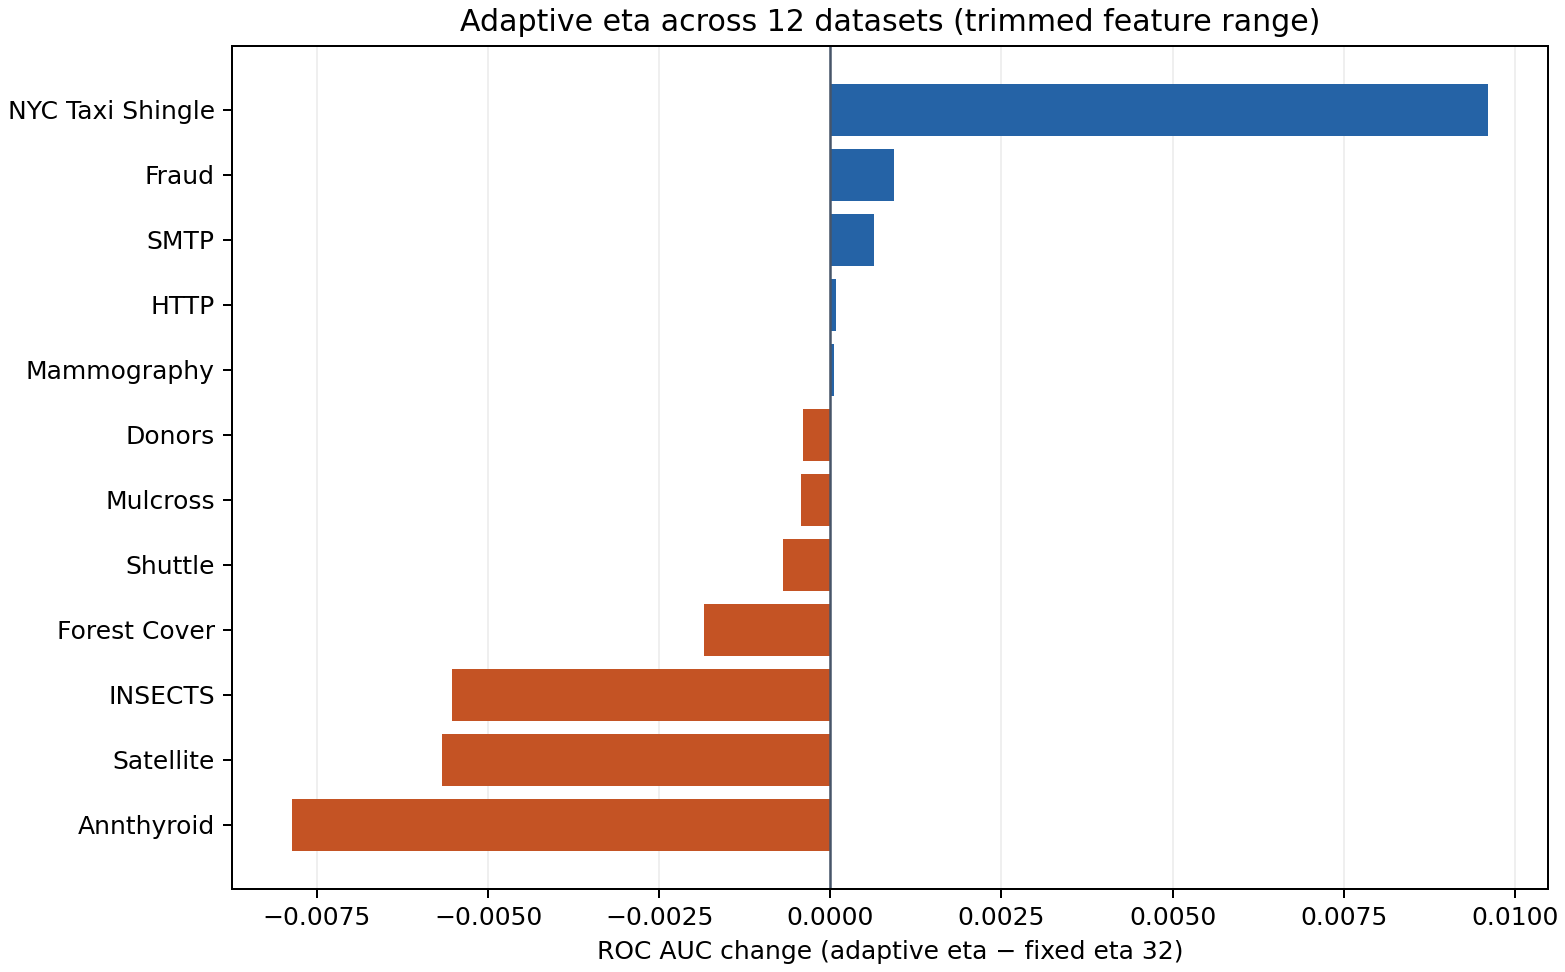 Adaptive eta across 12 datasets (trimmed feature range)
NYC Taxi Shingle
Fraud
SMTP
HTTP
Mammography
Donors
Mulcross
Shuttle
Forest Cover
INSECTS
Satellite
Annthyroid
−0.0075 −0.0050 −0.0025 0.0000 0.0025 0.0050 0.0075 0.0100
ROC AUC change (adaptive eta − fixed eta 32)